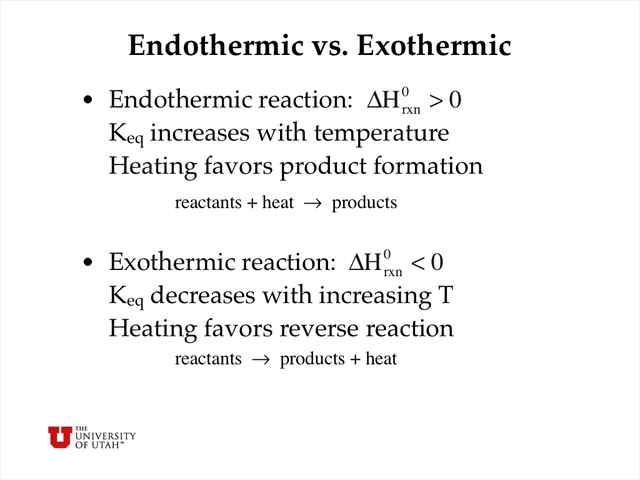 Endothermic vs. Exothermic
• Endothermic reaction: ΔH⁰rxn > 0
Keq increases with temperature
Heating favors product formation
reactants + heat → products
• Exothermic reaction: ΔH⁰rxn < 0
Keq decreases with increasing T
Heating favors reverse reaction
reactants → products + heat
THE
UNIVERSITY
OF UTAH™